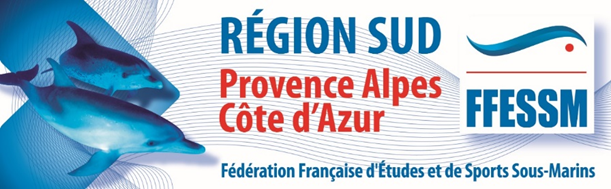 RÉGION SUD
Provence Alpes
Côte d'Azur
FFESSM
Fédération Française d'Études et de Sports Sous-Marins